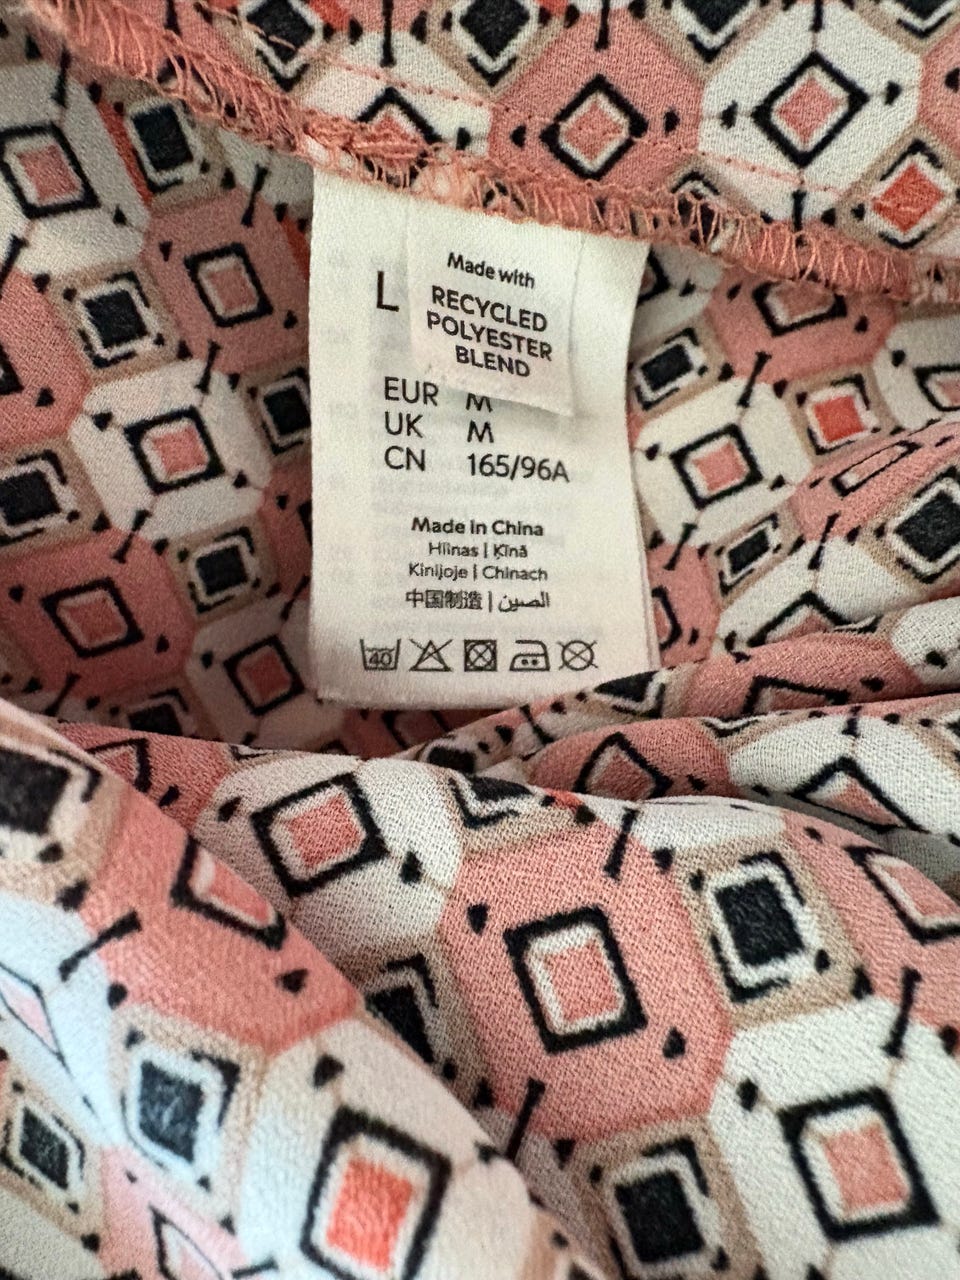 Made with
RECYCLED
POLYESTER
BLEND
L
EUR M
UK M
CN 165/96A
Made in China
Hiinas | Ķīnā
Kinijoje | Chinach
中国制造 | الصين
40